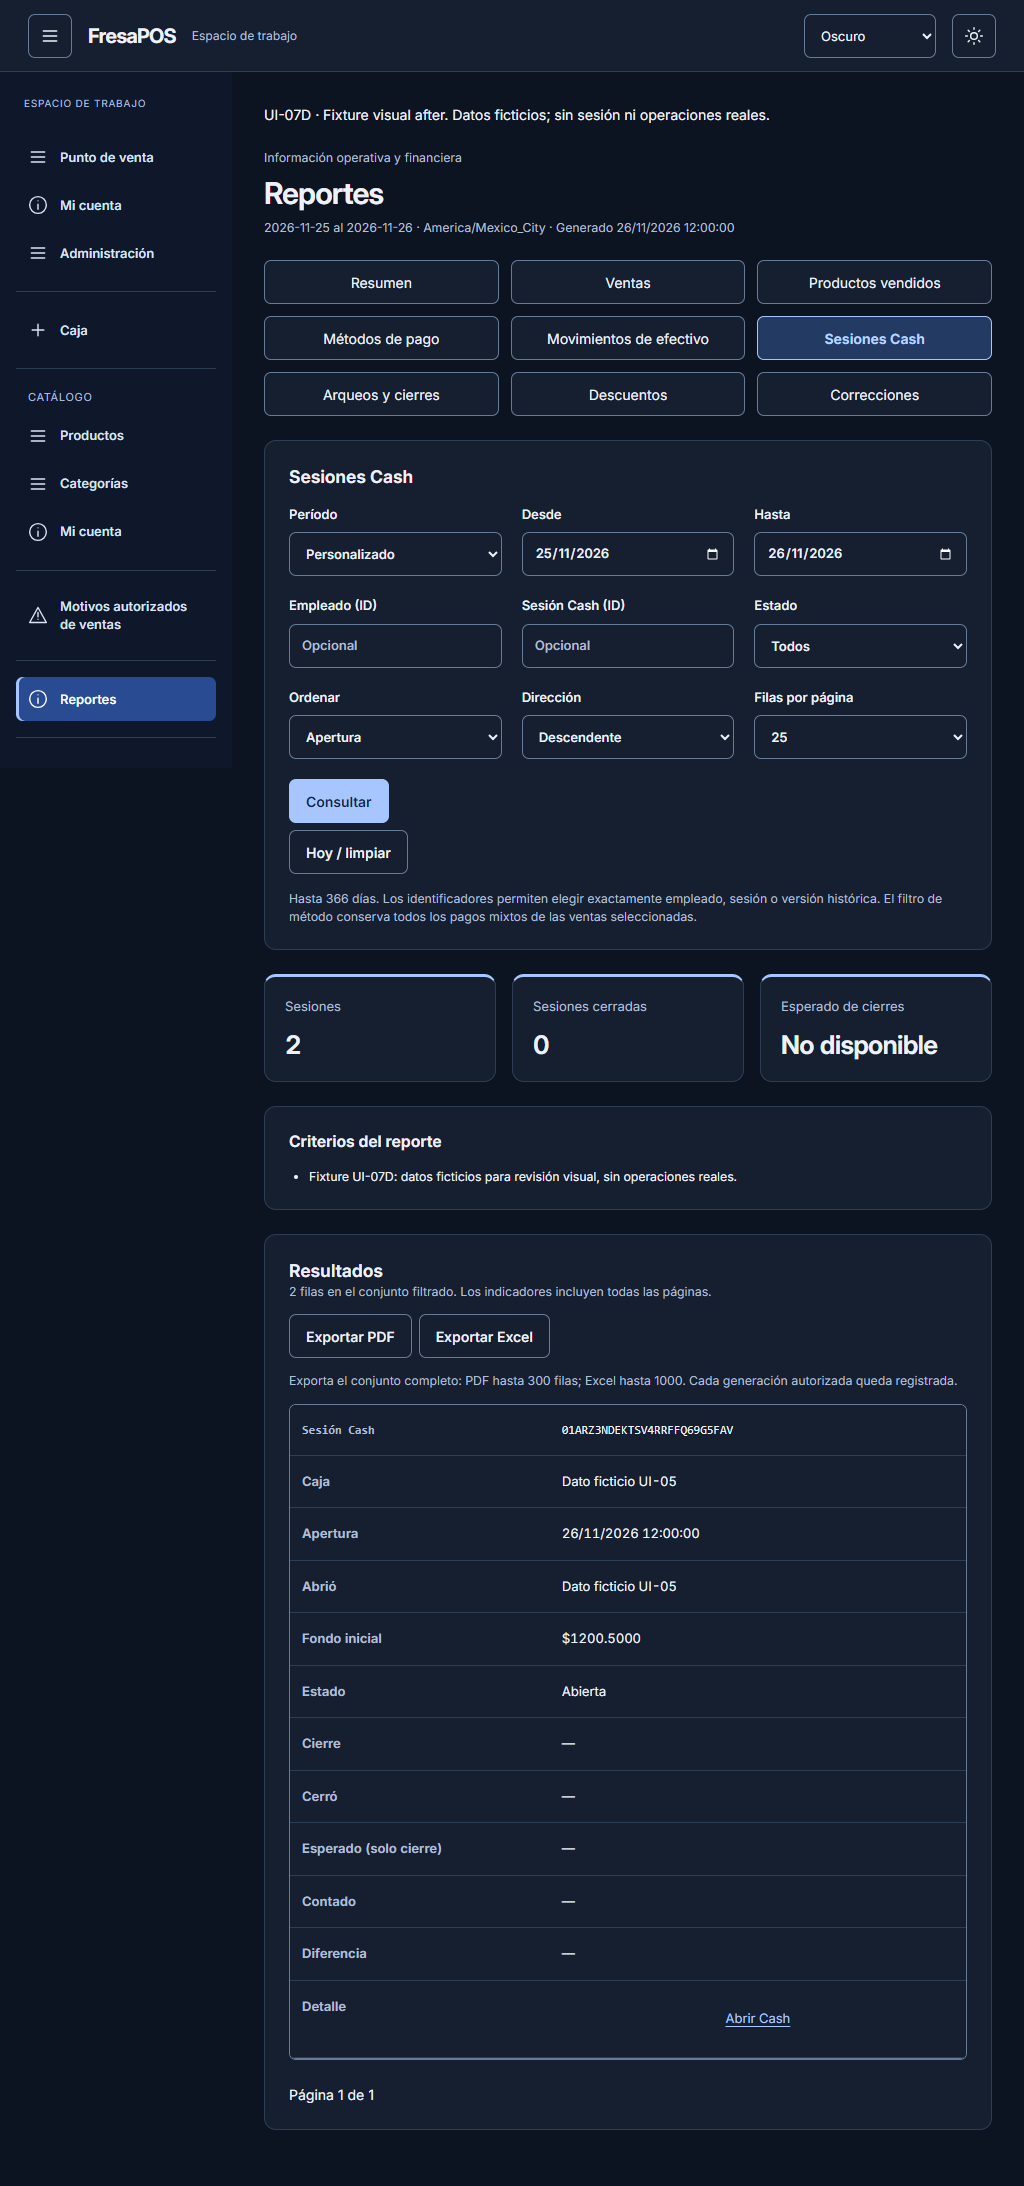 FresaPOS
Espacio de trabajo
Oscuro
ESPACIO DE TRABAJO
Punto de venta
Mi cuenta
Administración
Caja
CATÁLOGO
Productos
Categorías
Mi cuenta
Motivos autorizados
de ventas
Reportes
UI-07D · Fixture visual after. Datos ficticios; sin sesión ni operaciones reales.
Información operativa y financiera
Reportes
2026-11-25 al 2026-11-26 · America/Mexico_City · Generado 26/11/2026 12:00:00
Resumen
Ventas
Productos vendidos
Métodos de pago
Movimientos de efectivo
Sesiones Cash
Arqueos y cierres
Descuentos
Correcciones
Sesiones Cash
Período
Desde
Hasta
Personalizado
25/11/2026
26/11/2026
Empleado (ID)
Sesión Cash (ID)
Estado
Opcional
Opcional
Todos
Ordenar
Dirección
Filas por página
Apertura
Descendente
25
Consultar
Hoy / limpiar
Hasta 366 días. Los identificadores permiten elegir exactamente empleado, sesión o versión histórica. El filtro de
método conserva todos los pagos mixtos de las ventas seleccionadas.
Sesiones
2
Sesiones cerradas
0
Esperado de cierres
No disponible
Criterios del reporte
• Fixture UI-07D: datos ficticios para revisión visual, sin operaciones reales.
Resultados
2 filas en el conjunto filtrado. Los indicadores incluyen todas las páginas.
Exportar PDF
Exportar Excel
Exporta el conjunto completo: PDF hasta 300 filas; Excel hasta 1000. Cada generación autorizada queda registrada.
Sesión Cash 01ARZ3NDEKTSV4RRFFQ69G5FAV
Caja Dato ficticio UI-05
Apertura 26/11/2026 12:00:00
Abrió Dato ficticio UI-05
Fondo inicial $1200.5000
Estado Abierta
Cierre —
Cerró —
Esperado (solo cierre) —
Contado —
Diferencia —
Detalle Abrir Cash
Página 1 de 1